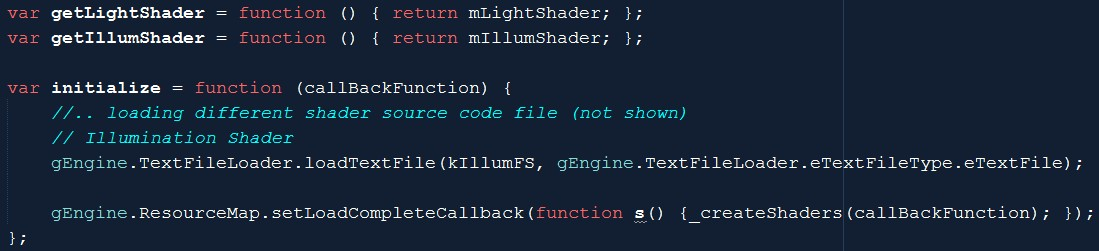 var getLightShader = function () { return mLightShader; };
var getIllumShader = function () { return mIllumShader; };
var initialize = function (callBackFunction) {
//.. loading different shader source code file (not shown)
// Illumination Shader
gEngine.TextFileLoader.loadTextFile(kIllumFS, gEngine.TextFileLoader.eTextFileType.eTextFile);
gEngine.ResourceMap.setLoadCompleteCallback(function s() {_createShaders(callBackFunction); });
};